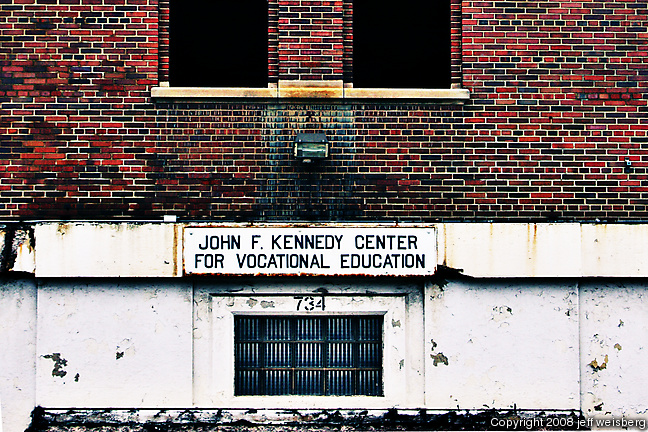 JOHN F. KENNEDY CENTER
FOR VOCATIONAL EDUCATION
734
Copyright 2008 jeff weisberg